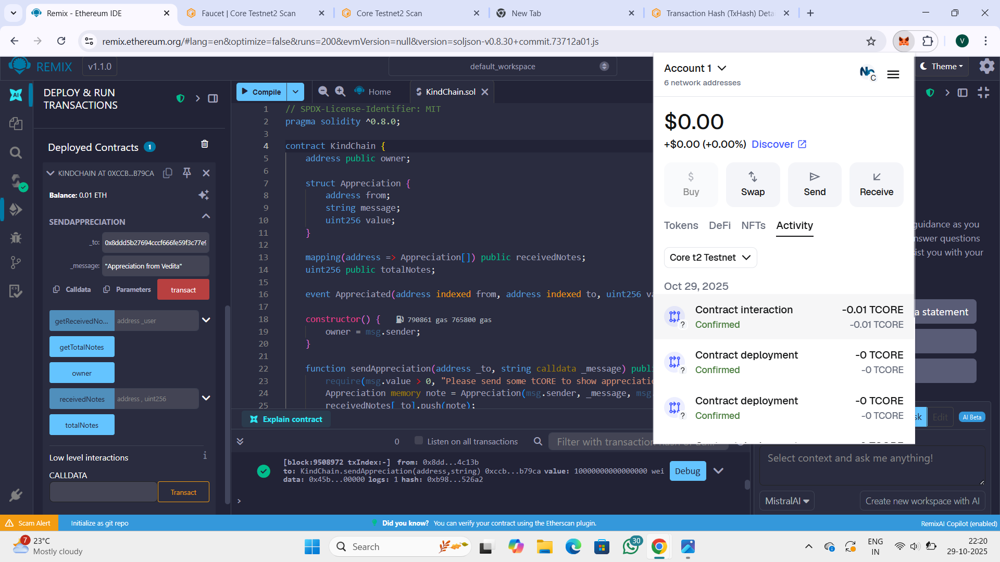 Remix - Ethereum IDE
Faucet | Core Testnet2 Scan
Core Testnet2 Scan
New Tab
Transaction Hash (TxHash) Deta
remix.ethereum.org/#lang=en&optimize=false&runs=200&evmVersion=null&version=soljson-v0.8.30+commit.73712a01.js
V
REMIX
v1.1.0
default_workspace
Theme
DEPLOY & RUN
TRANSACTIONS
Deployed Contracts 1
KINDCHAIN AT 0XCCB...B79CA
Balance: 0.01 ETH
SENDAPPRECIATION
_to: 0x8ddd5b27694cccf666fe59f3c77e9
_message: "Appreciation from Vedita"
Calldata Parameters transact
getReceivedNo... address _user
getTotalNotes
owner
receivedNotes address , uint256
totalNotes
Low level interactions i
CALLDATA
Transact
Compile
Home
KindChain.sol
1 // SPDX-License-Identifier: MIT
2 pragma solidity ^0.8.0;
3
4 contract KindChain {
5 address public owner;
6
7 struct Appreciation {
8 address from;
9 string message;
10 uint256 value;
11 }
12
13 mapping(address => Appreciation[]) public receivedNotes;
14 uint256 public totalNotes;
15
16 event Appreciated(address indexed from, address indexed to, uint256 va
17
18 constructor() { 790861 gas 765800 gas
19 owner = msg.sender;
20 }
21
22 function sendAppreciation(address _to, string calldata _message) publi
23 require(msg.value > 0, "Please send some tCORE to show appreciatio
24 Appreciation memory note = Appreciation(msg.sender, _message, msg
25 receivedNotes[_to].push(note);
Explain contract
0 Listen on all transactions
Filter with transaction hash or ad...
[block:9508972 txIndex:-] from: 0x8dd...4c13b
to: KindChain.sendAppreciation(address,string) 0xccb...b79ca value: 10000000000000000 wei
data: 0x45b...00000 logs: 1 hash: 0xb98...526a2
Debug
>
Account 1
6 network addresses
C
$0.00
+$0.00 (+0.00%) Discover
Buy
Swap
Send
Receive
Tokens DeFi NFTs Activity
Core t2 Testnet
Oct 29, 2025
Contract interaction -0.01 TCORE
? Confirmed -0.01 TCORE
Contract deployment -0 TCORE
? Confirmed -0 TCORE
Contract deployment -0 TCORE
? Confirmed -0 TCORE
guidance as you
nswer questions
ist you with your
a statement
sk Edit AI Beta
Select context and ask me anything!
MistralAI
Create new workspace with AI
Scam Alert
Initialize as git repo
Did you know? You can verify your contract using the Etherscan plugin.
RemixAI Copilot (enabled)
7
23°C
Mostly cloudy
Search
30
ENG
IN
22:20
29-10-2025